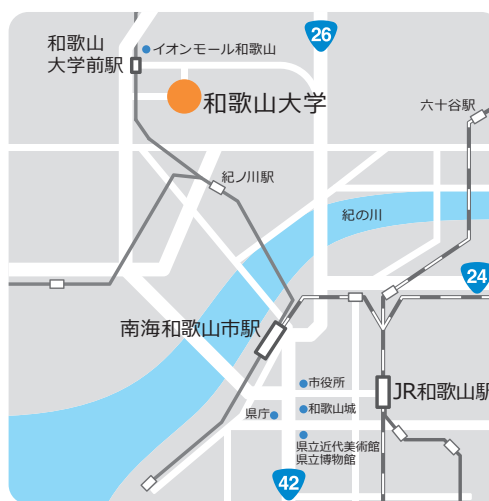 和歌山
大学前駅
イオンモール和歌山
26
和歌山大学
六十谷駅
紀ノ川駅
紀の川
24
南海和歌山市駅
市役所
JR和歌山駅
県庁
和歌山城
県立近代美術館
県立博物館
42